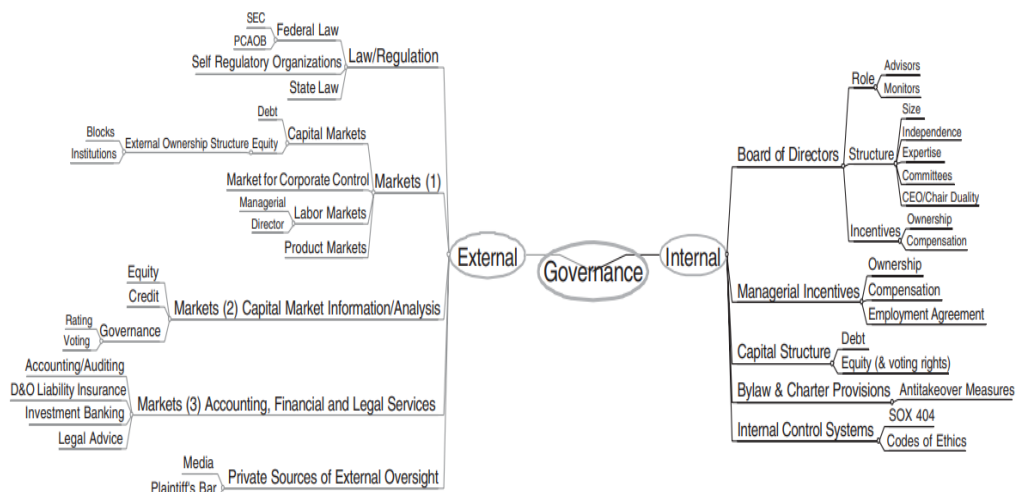 SEC
PCAOB
Federal Law
Self Regulatory Organizations
State Law
Law/Regulation
Debt
Blocks
Institutions
External Ownership Structure
Equity
Capital Markets
Market for Corporate Control
Markets (1)
Managerial
Director
Labor Markets
Product Markets
Equity
Credit
Rating
Voting
Governance
Markets (2) Capital Market Information/Analysis
Accounting/Auditing
D&O Liability Insurance
Investment Banking
Legal Advice
Markets (3) Accounting, Financial and Legal Services
Media
Plaintiff's Bar
Private Sources of External Oversight
External
Governance
Internal
Board of Directors
Role
Advisors
Monitors
Structure
Size
Independence
Expertise
Committees
CEO/Chair Duality
Incentives
Ownership
Compensation
Managerial Incentives
Ownership
Compensation
Employment Agreement
Capital Structure
Debt
Equity (& voting rights)
Bylaw & Charter Provisions
Antitakeover Measures
Internal Control Systems
SOX 404
Codes of Ethics